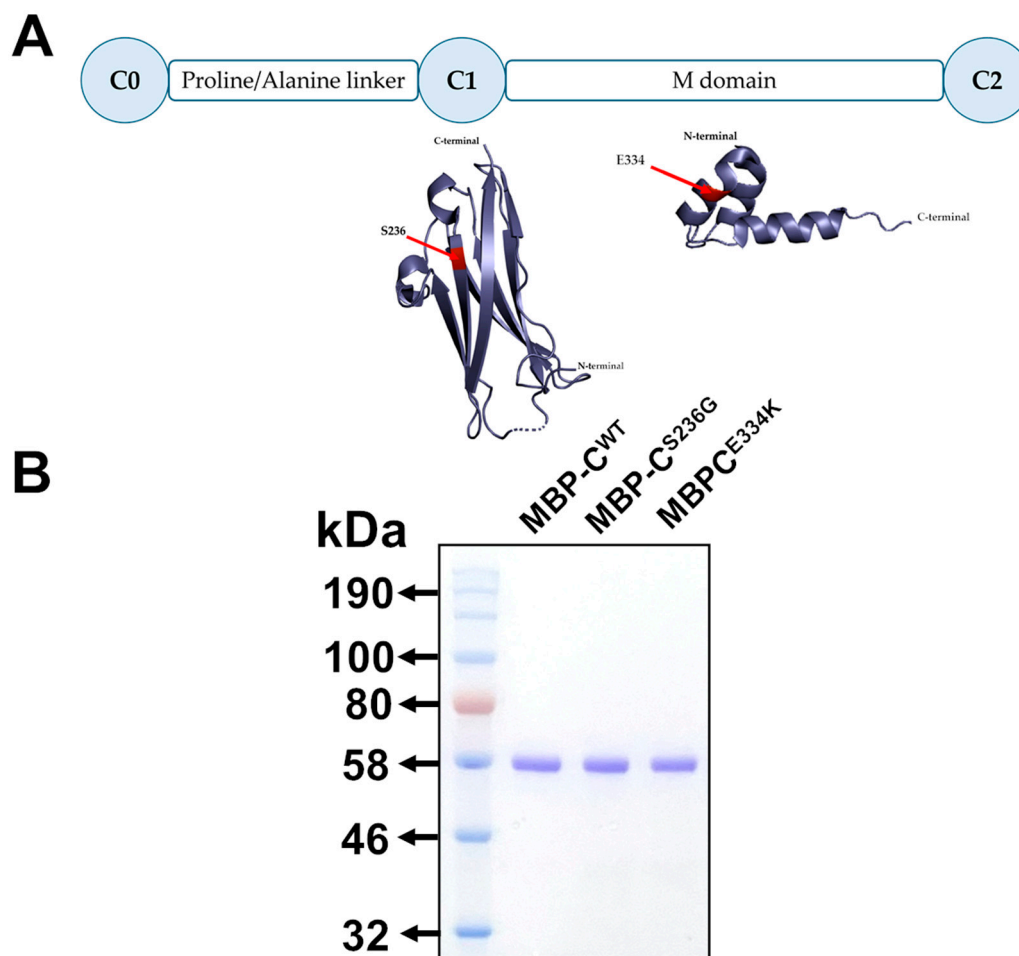 A
C0 Proline/Alanine linker C1 M domain C2
C-terminal
S236
N-terminal
N-terminal
E334
C-terminal
B
kDa
MBP-C^WT
MBP-C^S236G
MBPC^E334K
190
100
80
58
46
32